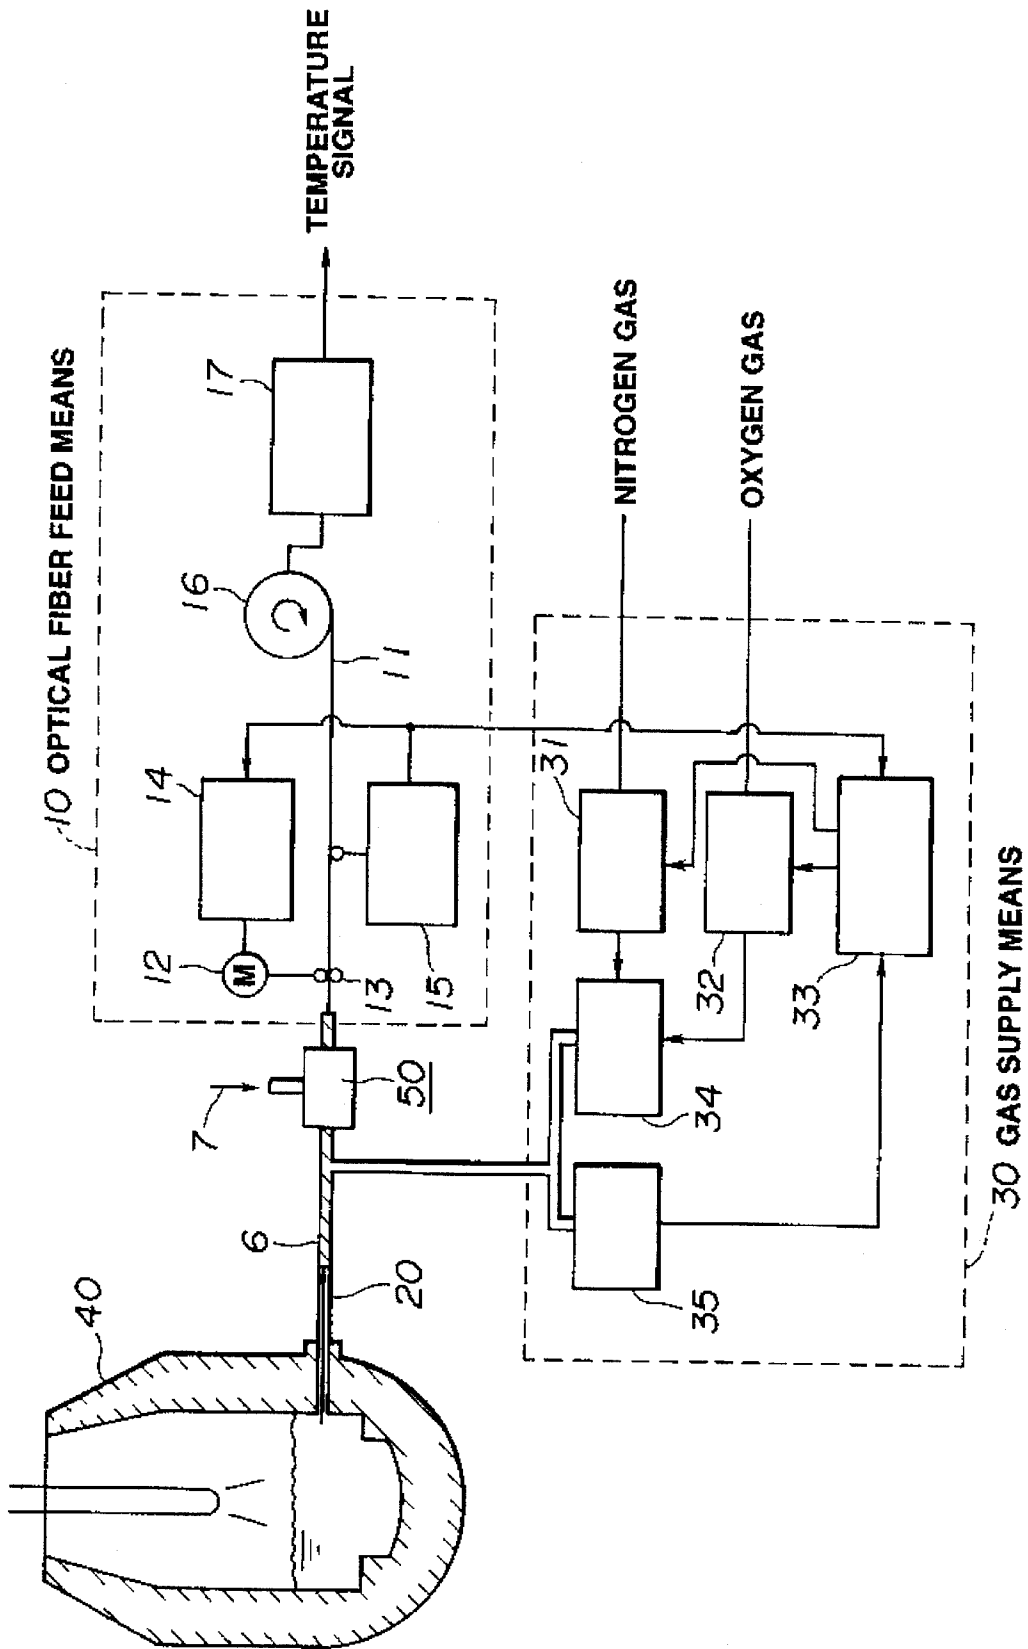 10 OPTICAL FIBER FEED MEANS
TEMPERATURE
SIGNAL
17
16
11
14
12
M
13
15
7
50
6
20
40
NITROGEN GAS
OXYGEN GAS
31
32
33
34
35
30 GAS SUPPLY MEANS